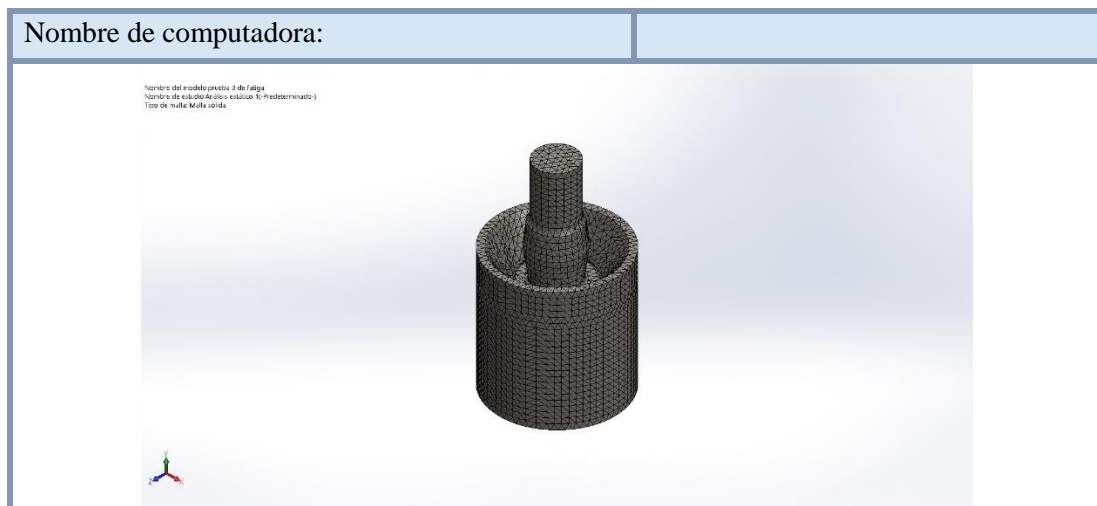 Nombre de computadora:
Nombre del modelo:prueba 3 de fatiga
Nombre de estudio:Análisis estático 1(-Predeterminado-)
Tipo de malla: Malla sólida
Y
Z
X